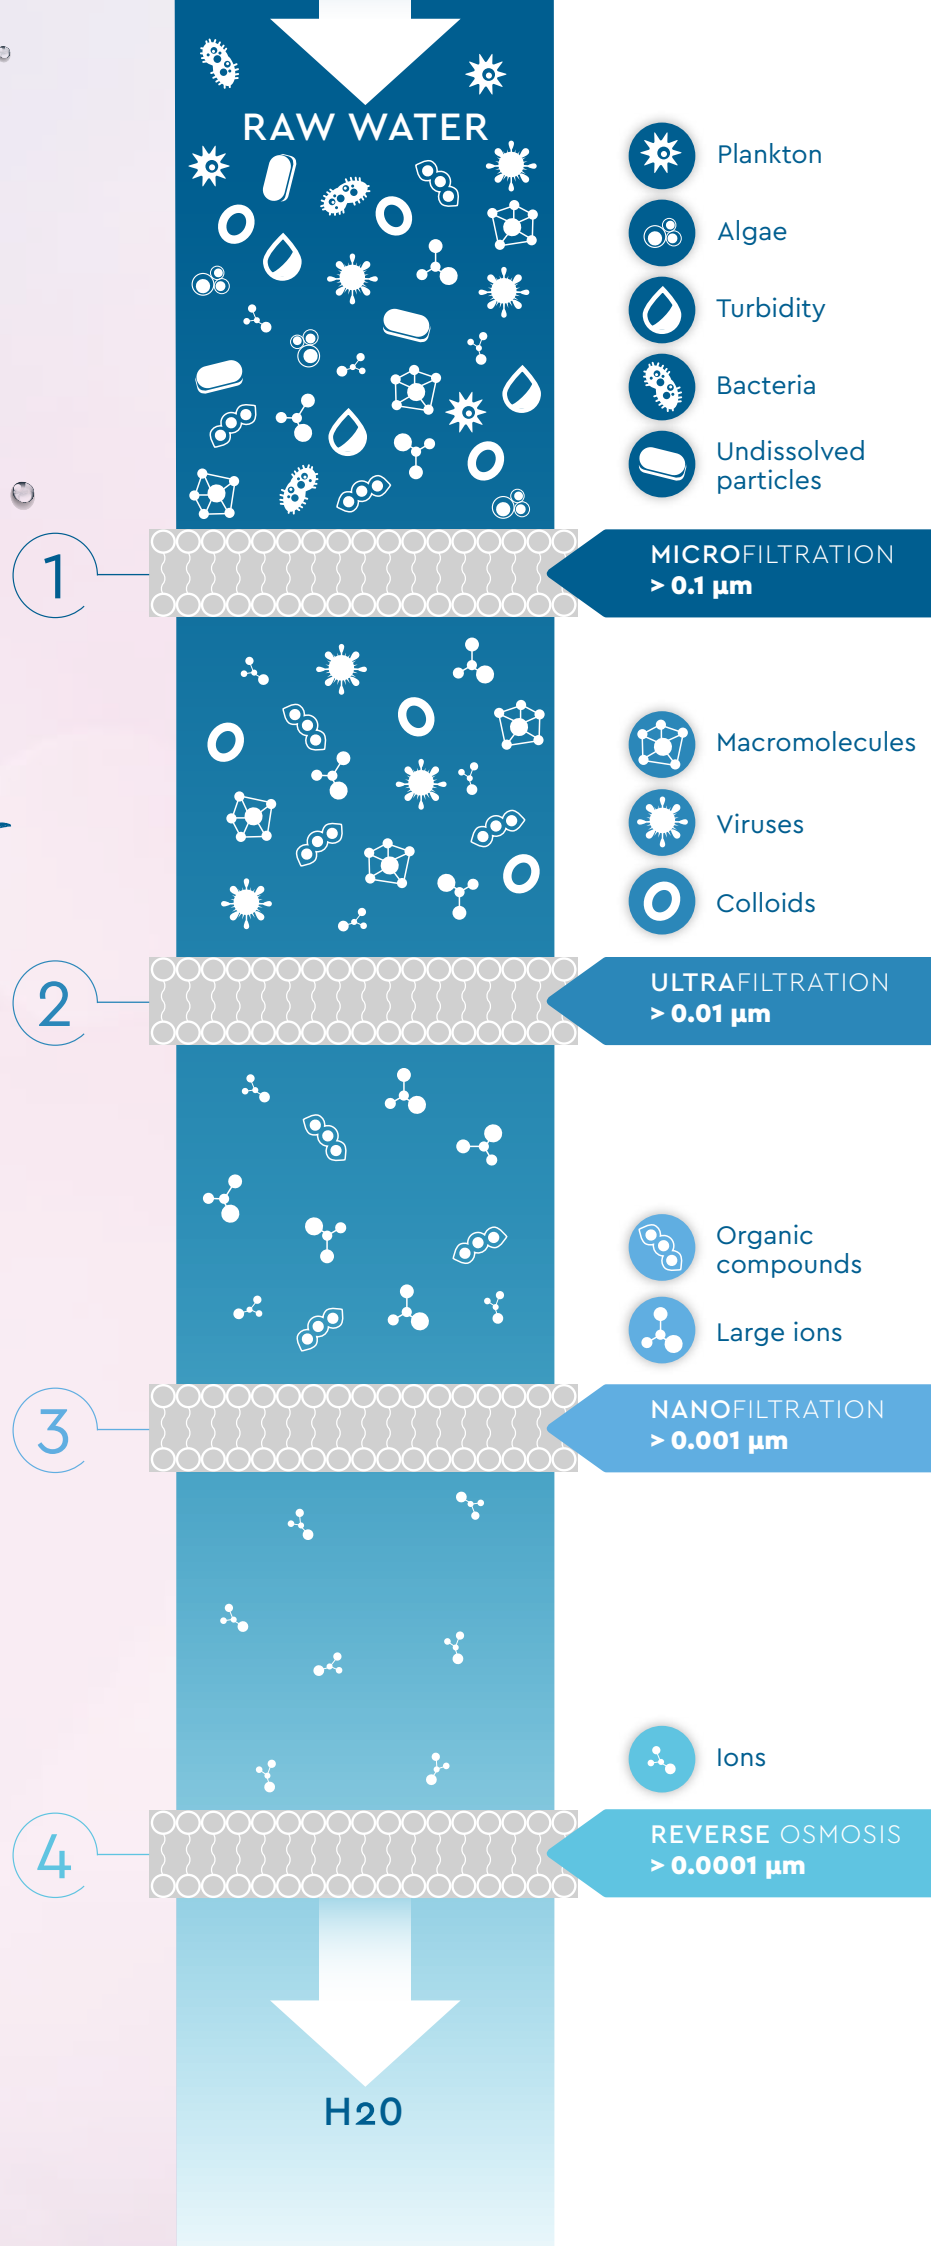 RAW WATER
Plankton
Algae
Turbidity
Bacteria
Undissolved
particles
1
MICROFILTRATION
> 0.1 µm
Macromolecules
Viruses
Colloids
2
ULTRAFILTRATION
> 0.01 µm
Organic
compounds
Large ions
3
NANOFILTRATION
> 0.001 µm
Ions
4
REVERSE OSMOSIS
> 0.0001 µm
H20